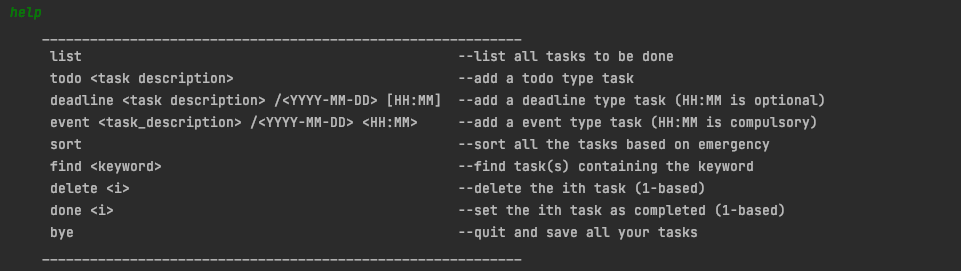 help
____________________________________________________________
list --list all tasks to be done
todo <task description> --add a todo type task
deadline <task description> /<YYYY-MM-DD> [HH:MM] --add a deadline type task (HH:MM is optional)
event <task_description> /<YYYY-MM-DD> <HH:MM> --add a event type task (HH:MM is compulsory)
sort --sort all the tasks based on emergency
find <keyword> --find task(s) containing the keyword
delete <i> --delete the ith task (1-based)
done <i> --set the ith task as completed (1-based)
bye --quit and save all your tasks
____________________________________________________________